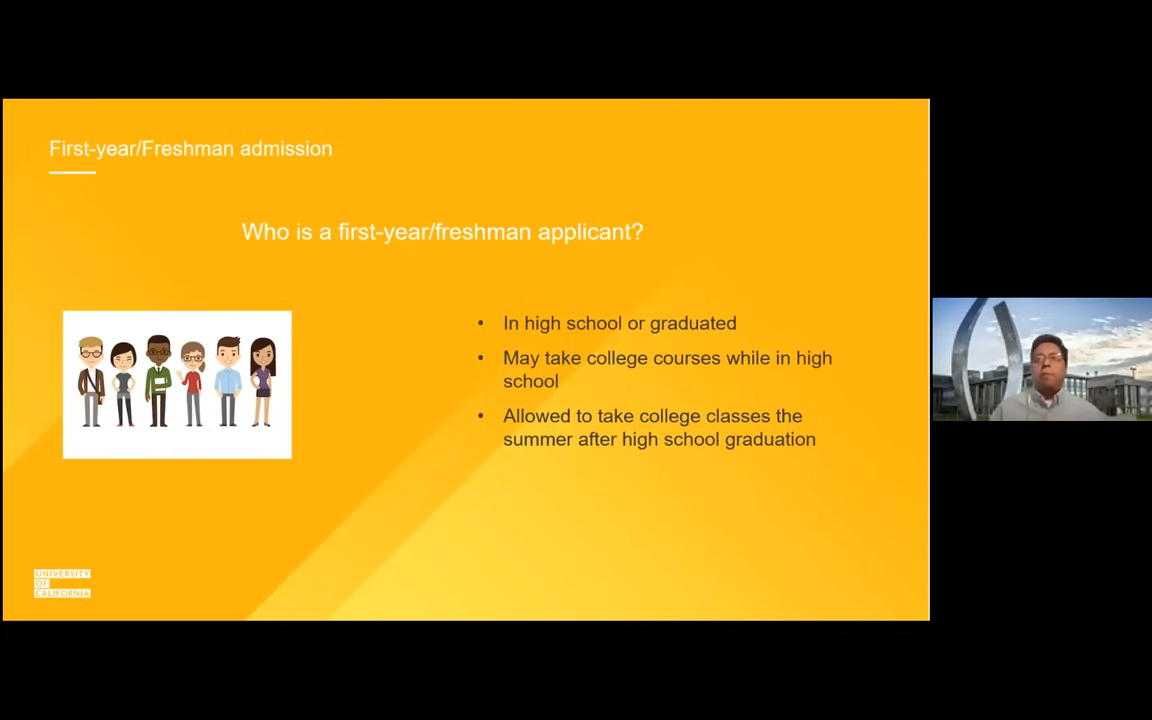 First-year/Freshman admission
Who is a first-year/freshman applicant?
• In high school or graduated
• May take college courses while in high
school
• Allowed to take college classes the
summer after high school graduation
UNIVERSITY
OF
CALIFORNIA